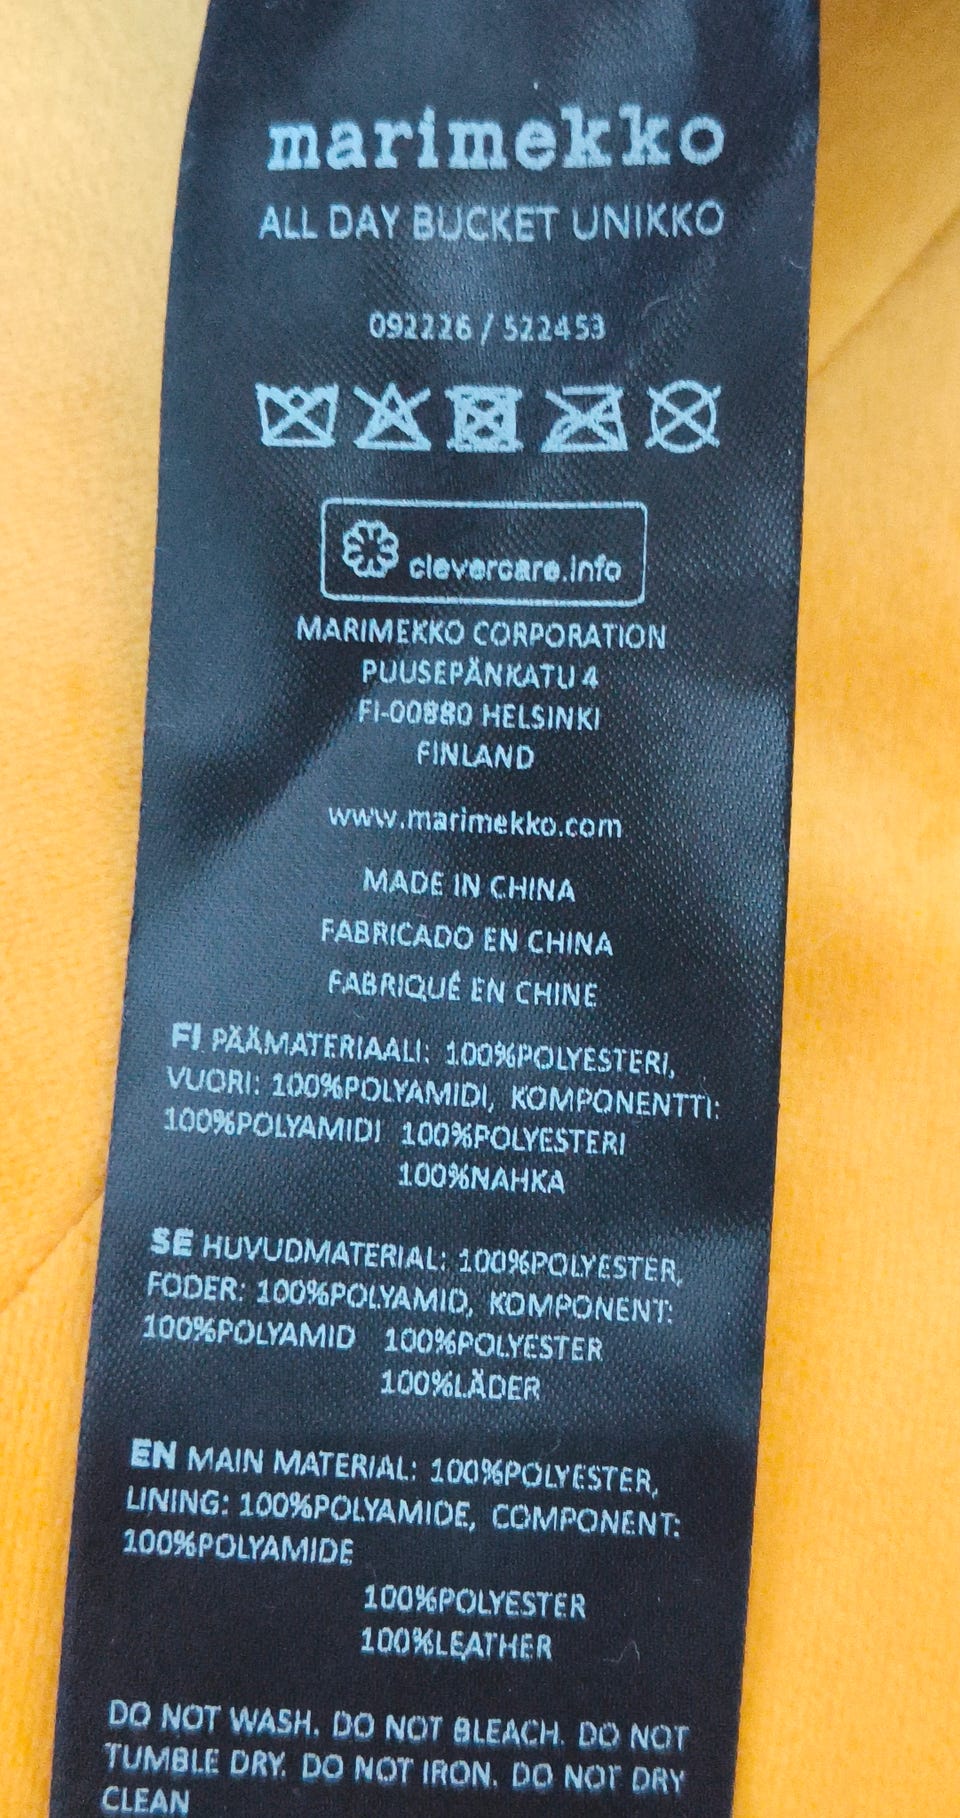 marimekko
ALL DAY BUCKET UNIKKO
092226 / 522453
clevercare.info
MARIMEKKO CORPORATION
PUUSEPÄNKATU 4
FI-00880 HELSINKI
FINLAND
www.marimekko.com
MADE IN CHINA
FABRICADO EN CHINA
FABRIQUÉ EN CHINE
FI PÄÄMATERIAALI: 100%POLYESTERI,
VUORI: 100%POLYAMIDI, KOMPONENTTI:
100%POLYAMIDI 100%POLYESTERI
100%NAHKA
SE HUVUDMATERIAL: 100%POLYESTER,
FODER: 100%POLYAMID, KOMPONENT:
100%POLYAMID 100%POLYESTER
100%LÄDER
EN MAIN MATERIAL: 100%POLYESTER,
LINING: 100%POLYAMIDE, COMPONENT:
100%POLYAMIDE
100%POLYESTER
100%LEATHER
DO NOT WASH. DO NOT BLEACH. DO NOT
TUMBLE DRY. DO NOT IRON. DO NOT DRY
CLEAN